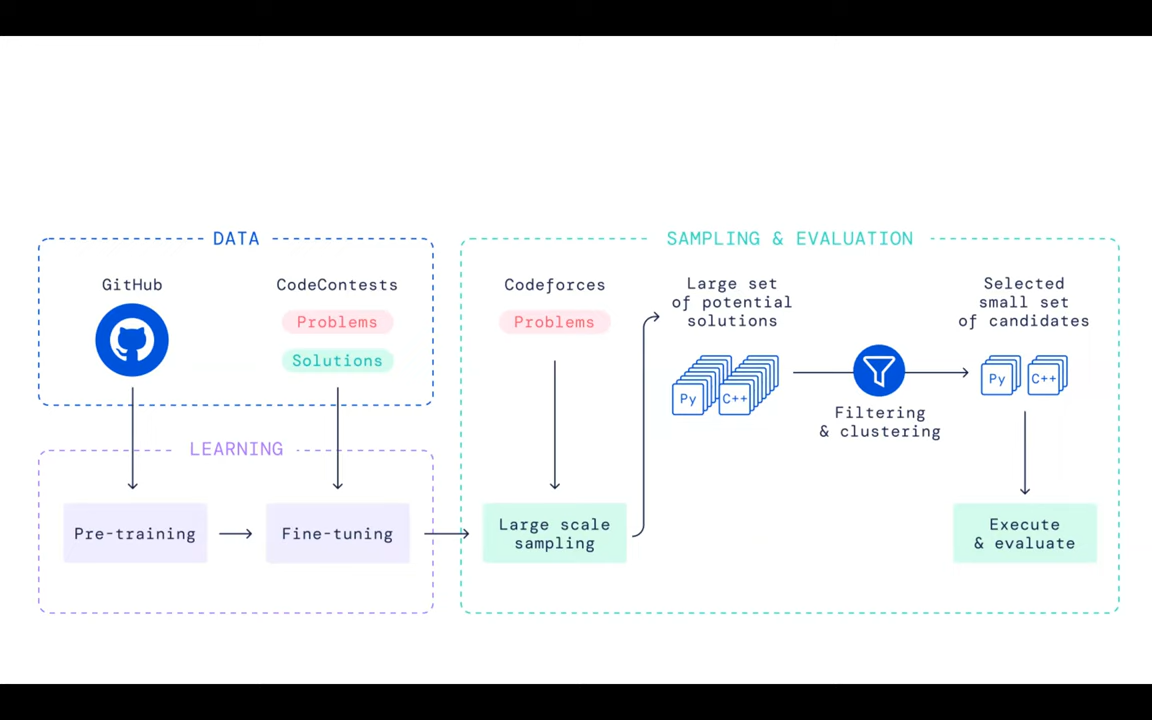 DATA
GitHub
CodeContests
Problems
Solutions
LEARNING
Pre-training
Fine-tuning
SAMPLING & EVALUATION
Codeforces
Problems
Large scale
sampling
Large set
of potential
solutions
Py
C++
Filtering
& clustering
Selected
small set
of candidates
Py
C++
Execute
& evaluate